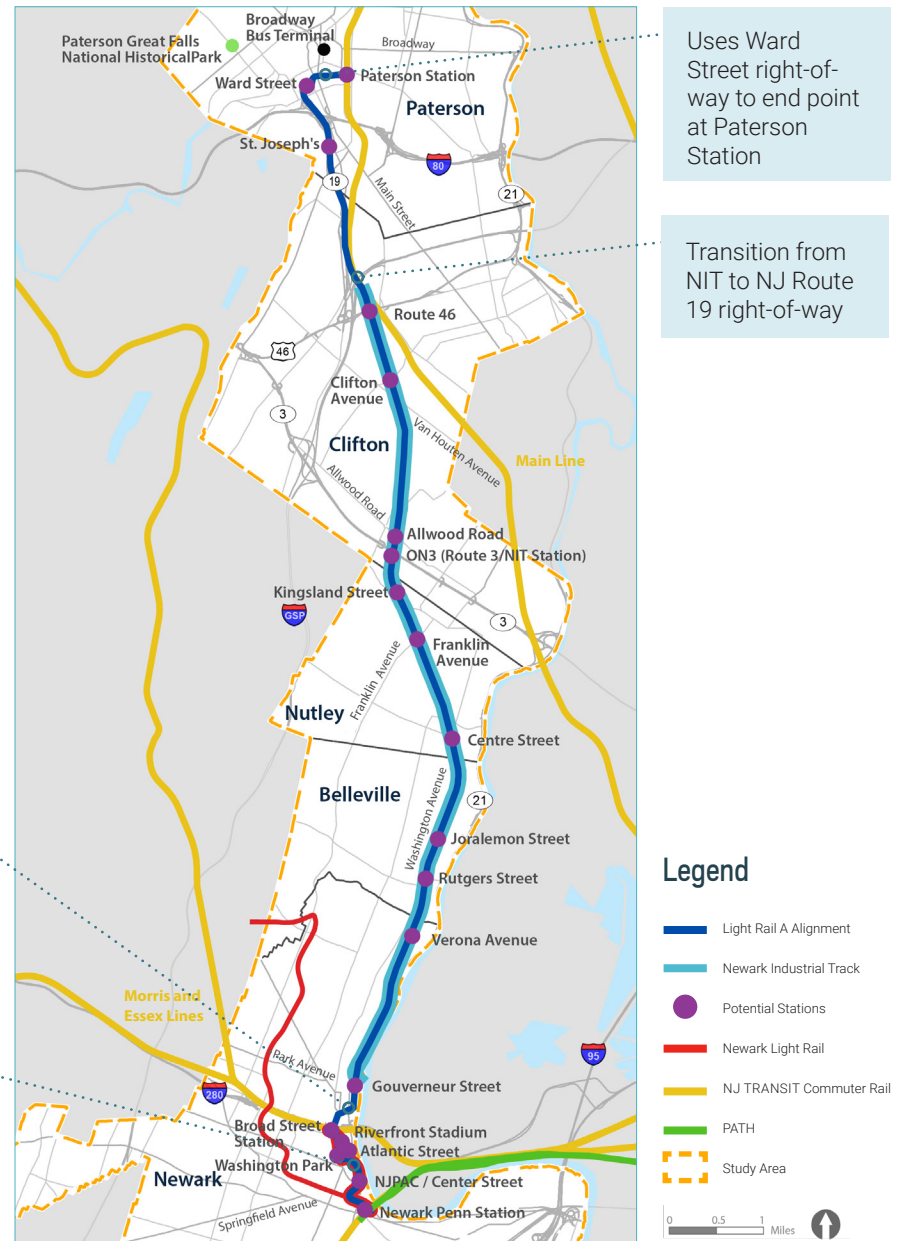 Broadway
Bus Terminal
Paterson Great Falls
National HistoricalPark
Broadway
Ward Street
Paterson Station
Paterson
St. Joseph's
80
19
Main Street
21
Route 46
46
Clifton
Avenue
3
Clifton
Van Houten Avenue
Main Line
Allwood Road
Allwood Road
ON3 (Route 3/NIT Station)
Kingsland Street
GSP
3
Franklin
Avenue
Franklin Avenue
Nutley
Centre Street
Belleville
Washington Avenue
21
Joralemon Street
Rutgers Street
Verona Avenue
Morris and
Essex Lines
95
Park Avenue
Gouverneur Street
280
Broad Street
Station
Riverfront Stadium
Atlantic Street
Washington Park
NJPAC / Center Street
Newark
Springfield Avenue
Newark Penn Station
Uses Ward
Street right-of-
way to end point
at Paterson
Station
Transition from
NIT to NJ Route
19 right-of-way
Legend
Light Rail A Alignment
Newark Industrial Track
Potential Stations
Newark Light Rail
NJ TRANSIT Commuter Rail
PATH
Study Area
0 0.5 1
Miles